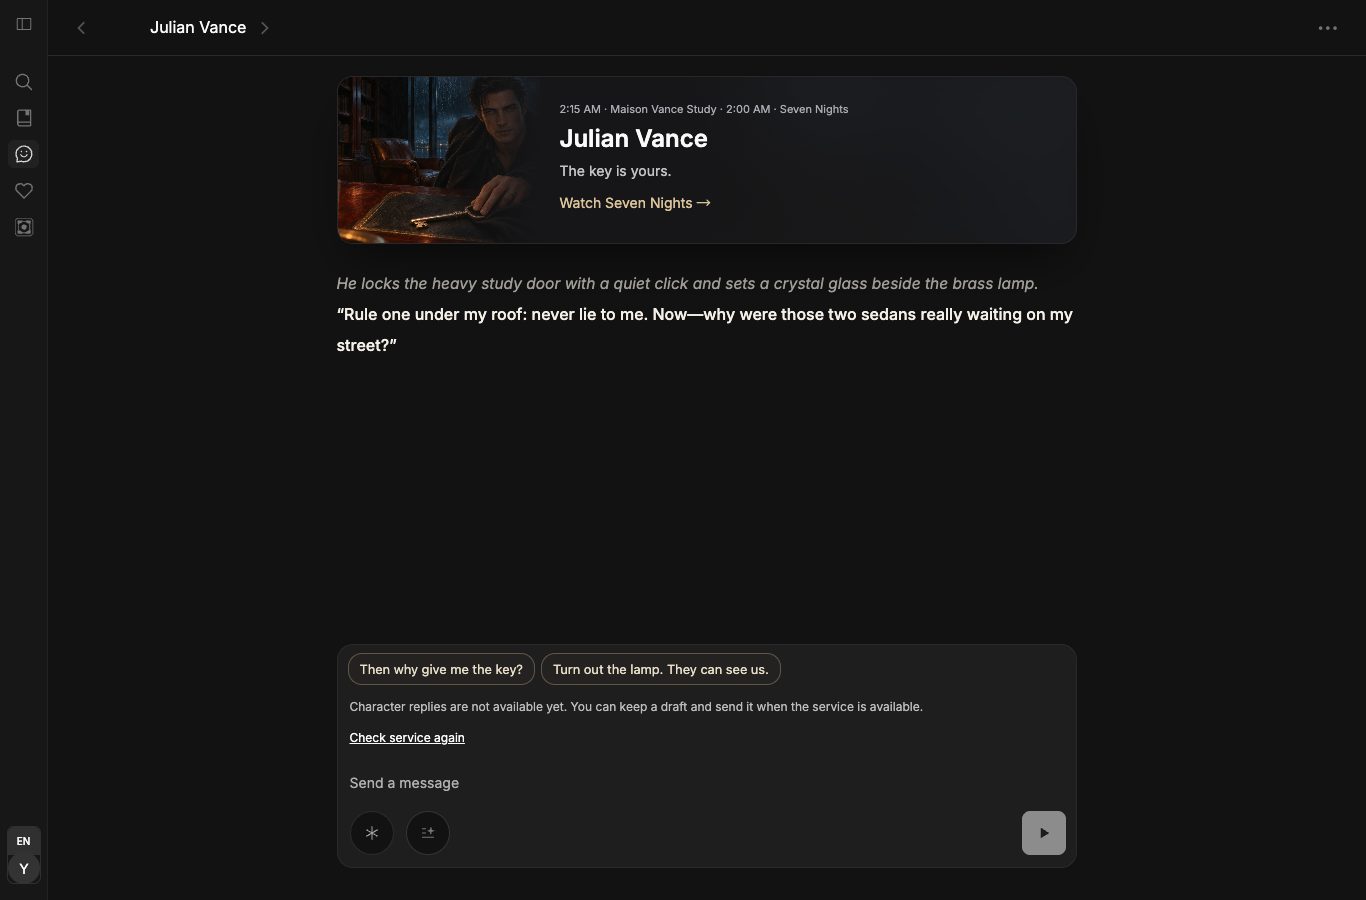 Julian Vance
2:15 AM · Maison Vance Study · 2:00 AM · Seven Nights
Julian Vance
The key is yours.
Watch Seven Nights →
He locks the heavy study door with a quiet click and sets a crystal glass beside the brass lamp.
“Rule one under my roof: never lie to me. Now—why were those two sedans really waiting on my
street?”
Then why give me the key?
Turn out the lamp. They can see us.
Character replies are not available yet. You can keep a draft and send it when the service is available.
Check service again
Send a message
EN
Y